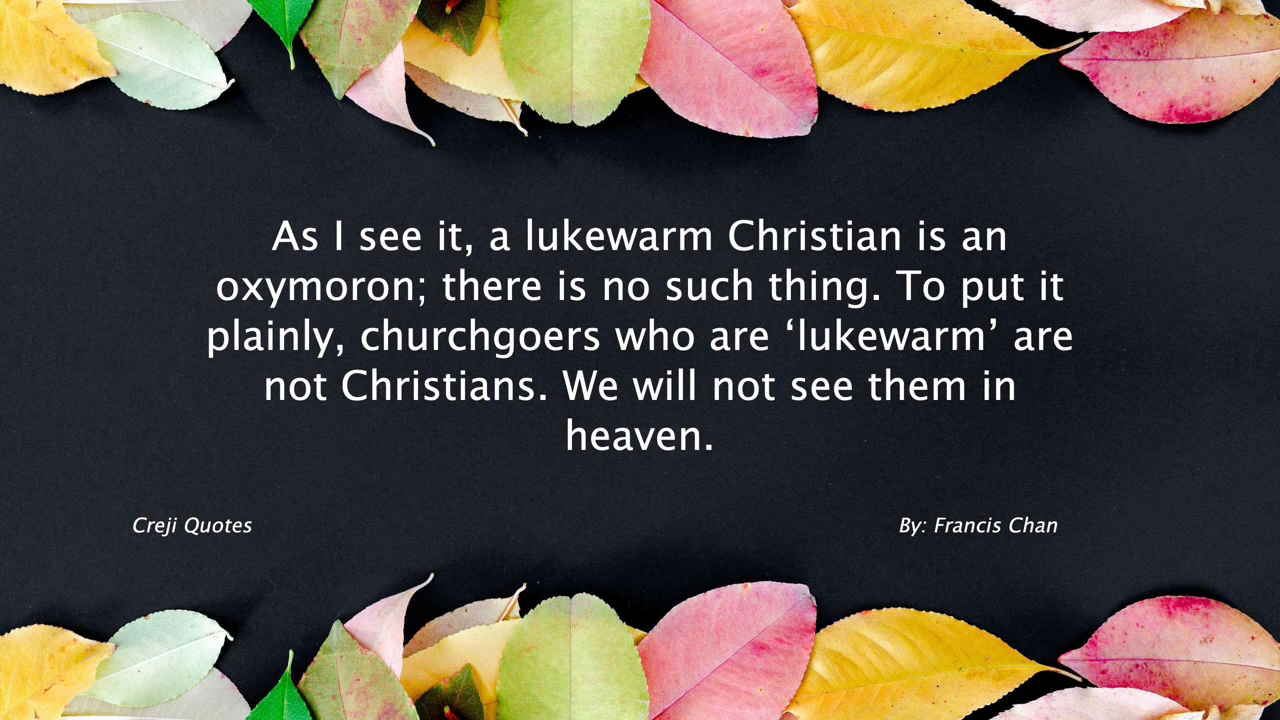 As I see it, a lukewarm Christian is an
oxymoron; there is no such thing. To put it
plainly, churchgoers who are ‘lukewarm’ are
not Christians. We will not see them in
heaven.
Creji Quotes
By: Francis Chan